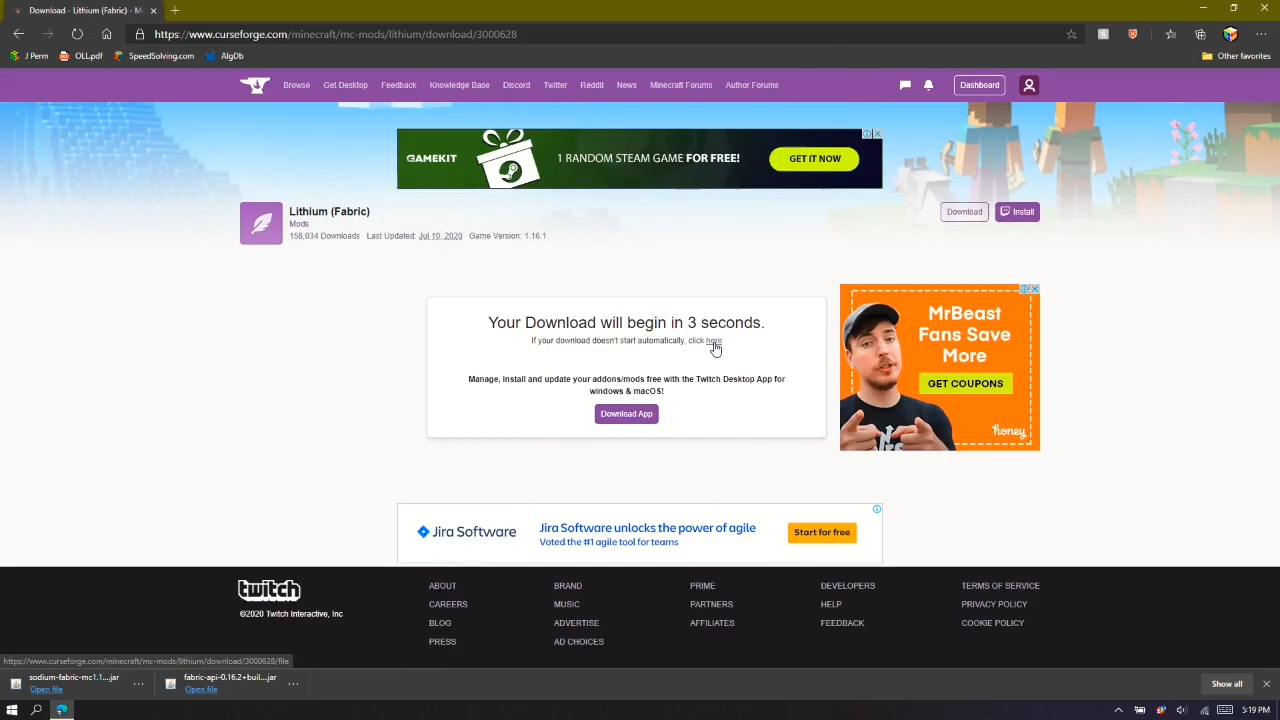 Download - Lithium (Fabric) - M
https://www.curseforge.com/minecraft/mc-mods/lithium/download/3000628
J Perm
OLL.pdf
SpeedSolving.com
AlgDb
Other favorites
Browse
Get Desktop
Feedback
Knowledge Base
Discord
Twitter
Reddit
News
Minecraft Forums
Author Forums
Dashboard
GAMEKIT
1 RANDOM STEAM GAME FOR FREE!
GET IT NOW
Lithium (Fabric)
Mods
158,034 Downloads Last Updated: Jul 10, 2020 Game Version: 1.16.1
Download
Install
Your Download will begin in 3 seconds.
If your download doesn't start automatically, click here
Manage, install and update your addons/mods free with the Twitch Desktop App for
windows & macOS!
Download App
MrBeast
Fans Save
More
GET COUPONS
honey
Jira Software
Jira Software unlocks the power of agile
Voted the #1 agile tool for teams
Start for free
twitch
©2020 Twitch Interactive, Inc
ABOUT
CAREERS
BLOG
PRESS
BRAND
MUSIC
ADVERTISE
AD CHOICES
PRIME
PARTNERS
AFFILIATES
DEVELOPERS
HELP
FEEDBACK
TERMS OF SERVICE
PRIVACY POLICY
COOKIE POLICY
https://www.curseforge.com/minecraft/mc-mods/lithium/download/3000628/file
sodium-fabric-mc1.1....jar
Open file
fabric-api-0.16.2+bui....jar
Open file
Show all
5:19 PM